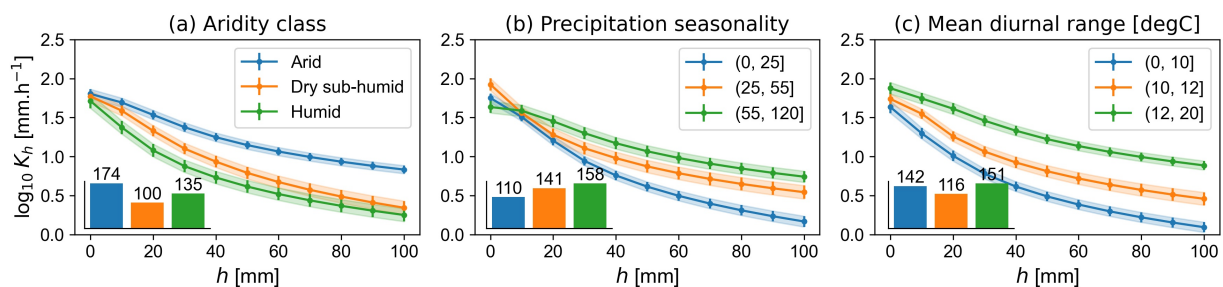 (a) Aridity class
log10 Kh [mm.h−1]
2.5
2.0
1.5
1.0
0.5
0.0
Arid
Dry sub-humid
Humid
174
100
135
0 20 40 60 80 100
h [mm]
(b) Precipitation seasonality
2.5
2.0
1.5
1.0
0.5
0.0
(0, 25]
(25, 55]
(55, 120]
110
141
158
0 20 40 60 80 100
h [mm]
(c) Mean diurnal range [degC]
2.5
2.0
1.5
1.0
0.5
0.0
(0, 10]
(10, 12]
(12, 20]
142
116
151
0 20 40 60 80 100
h [mm]